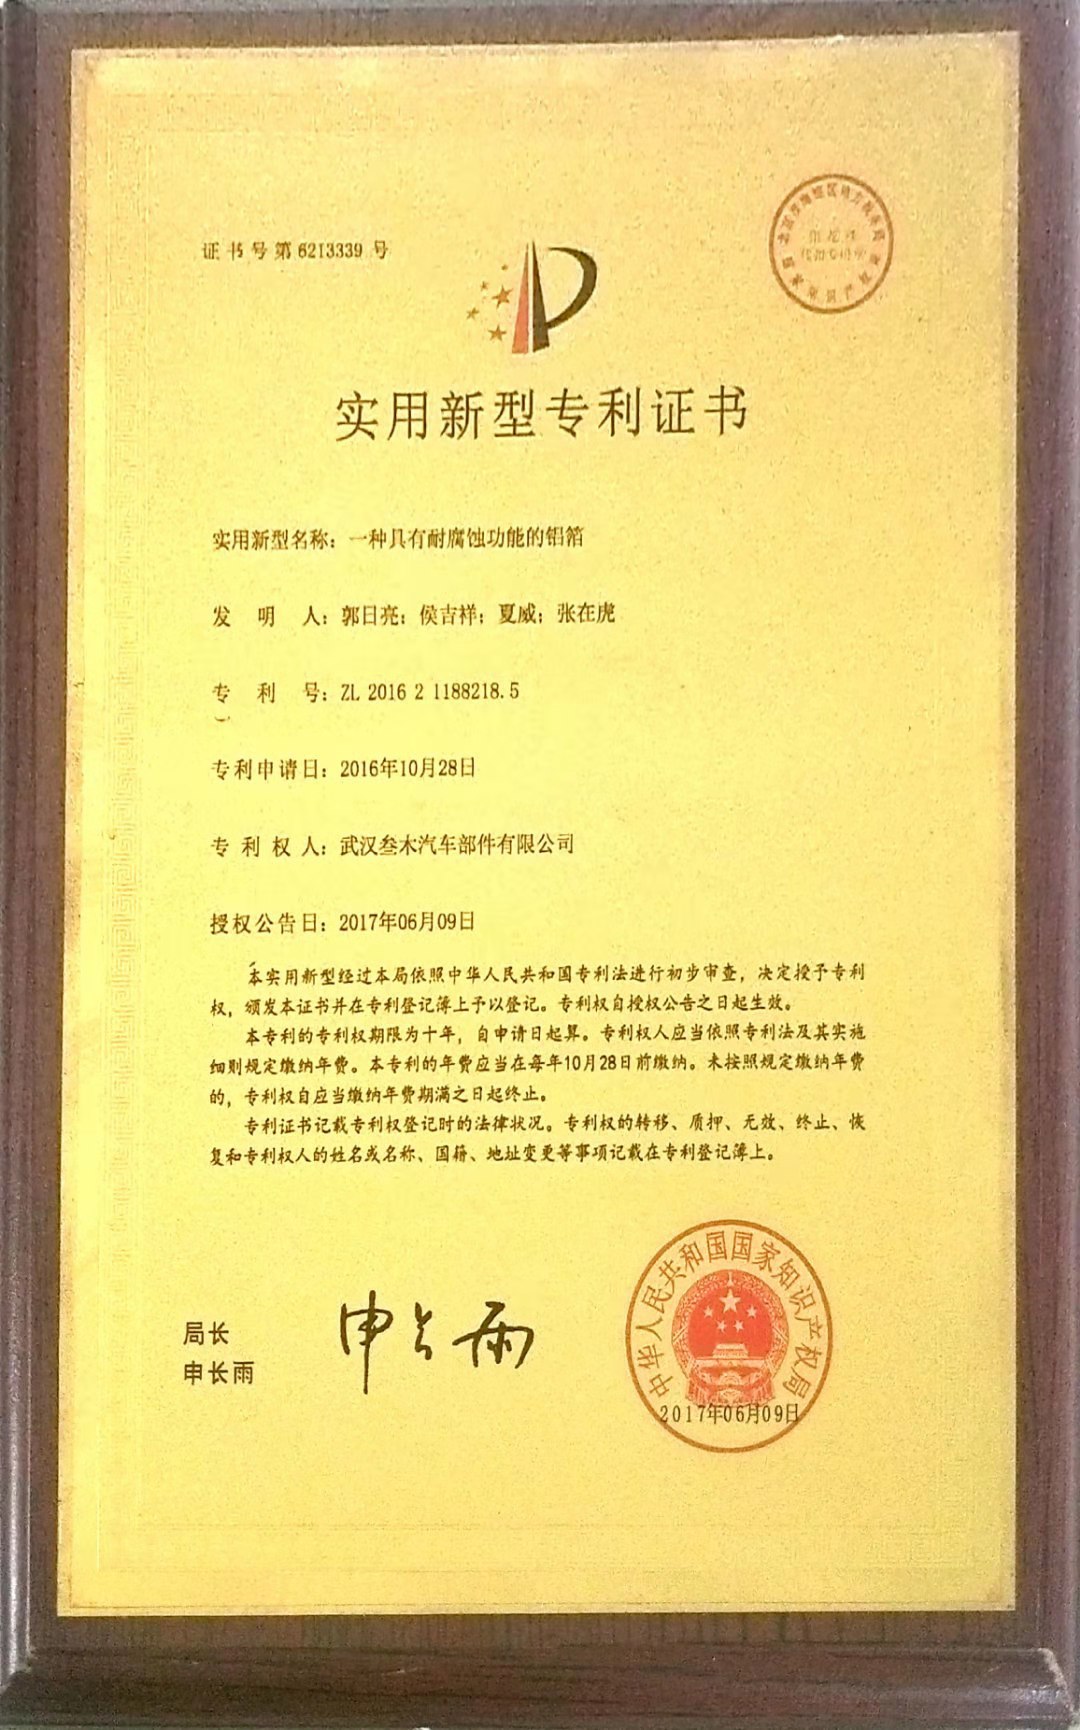 证书号第6213339号
实用新型专利证书
实用新型名称：一种具有耐腐蚀功能的铝箔
发明人：郭日亮；侯吉祥；夏威；张在虎
专利号：ZL 2016 2 1188218.5
专利申请日：2016年10月28日
专利权人：武汉叁木汽车部件有限公司
授权公告日：2017年06月09日
本实用新型经过本局依照中华人民共和国专利法进行初步审查，决定授予专利
权，颁发本证书并在专利登记簿上予以登记。专利权自授权公告之日起生效。
本专利的专利权期限为十年，自申请日起算。专利权人应当依照专利法及其实施
细则规定缴纳年费。本专利的年费应当在每年10月28日前缴纳。未按照规定缴纳年费
的，专利权自应当缴纳年费期满之日起终止。
专利证书记载专利权登记时的法律状况。专利权的转移、质押、无效、终止、恢
复和专利权人的姓名或名称、国籍、地址变更等事项记载在专利登记簿上。
局长
申长雨
申长雨
中华人民共和国国家知识产权局
2017年06月09日